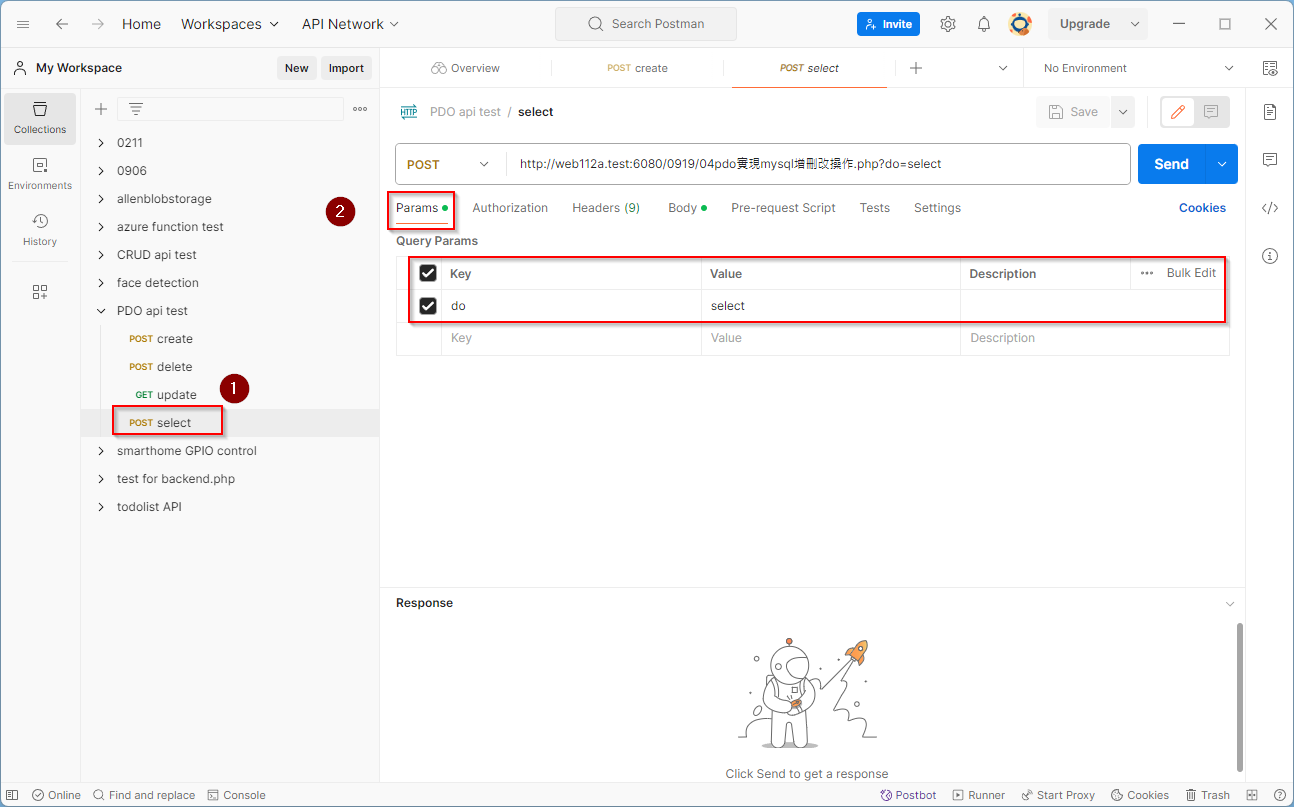 Home Workspaces API Network Search Postman Invite Upgrade
My Workspace New Import
Overview POST create POST select No Environment
Collections
Environments
History
0211
0906
allenblobstorage
azure function test
CRUD api test
face detection
PDO api test
POST create
POST delete
GET update
POST select
smarthome GPIO control
test for backend.php
todolist API
1
2
HTTP PDO api test / select Save
POST http://web112a.test:6080/0919/04pdo實現mysql增刪改操作.php?do=select Send
Params Authorization Headers (9) Body Pre-request Script Tests Settings Cookies
Query Params
Key Value Description Bulk Edit
do select
Key Value Description
Response
Click Send to get a response
Online Find and replace Console Postbot Runner Start Proxy Cookies Trash